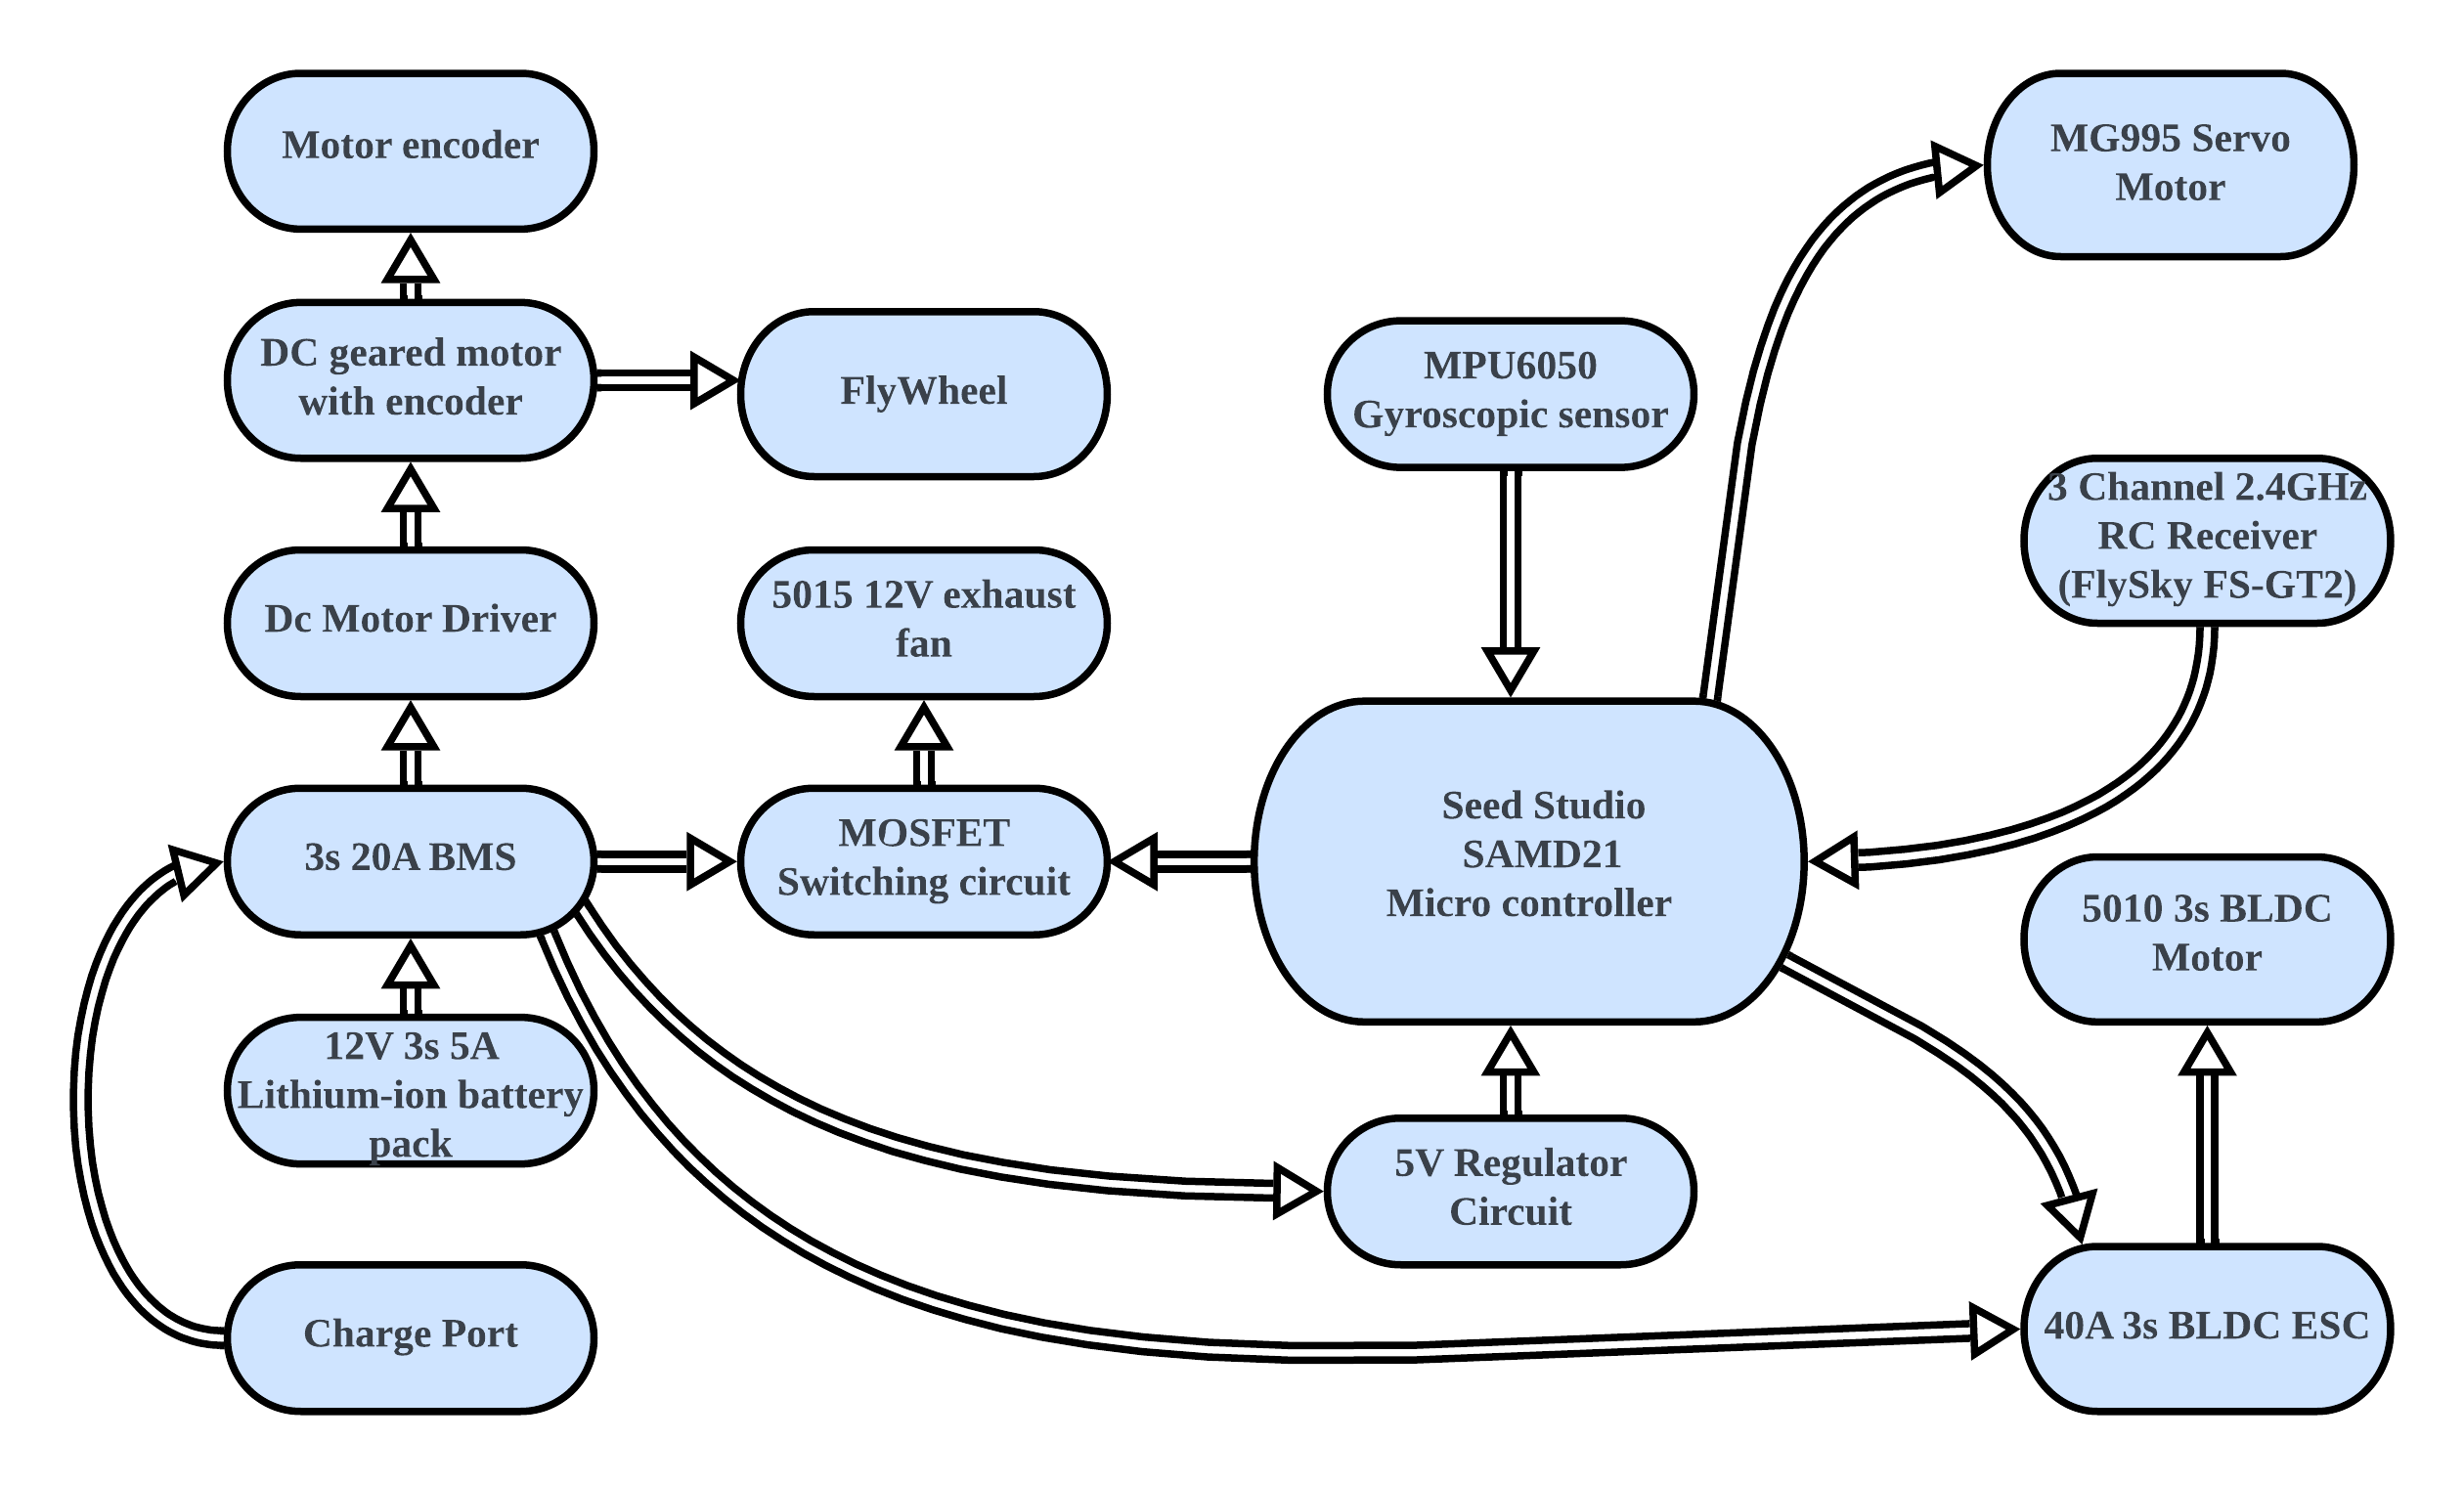 Motor encoder
MG995 Servo
Motor
DC geared motor
with encoder
FlyWheel
MPU6050
Gyroscopic sensor
3 Channel 2.4GHz
RC Receiver
(FlySky FS-GT2)
Dc Motor Driver
5015 12V exhaust
fan
3s 20A BMS
MOSFET
Switching circuit
Seed Studio
SAMD21
Micro controller
5010 3s BLDC
Motor
12V 3s 5A
Lithium-ion battery
pack
5V Regulator
Circuit
Charge Port
40A 3s BLDC ESC